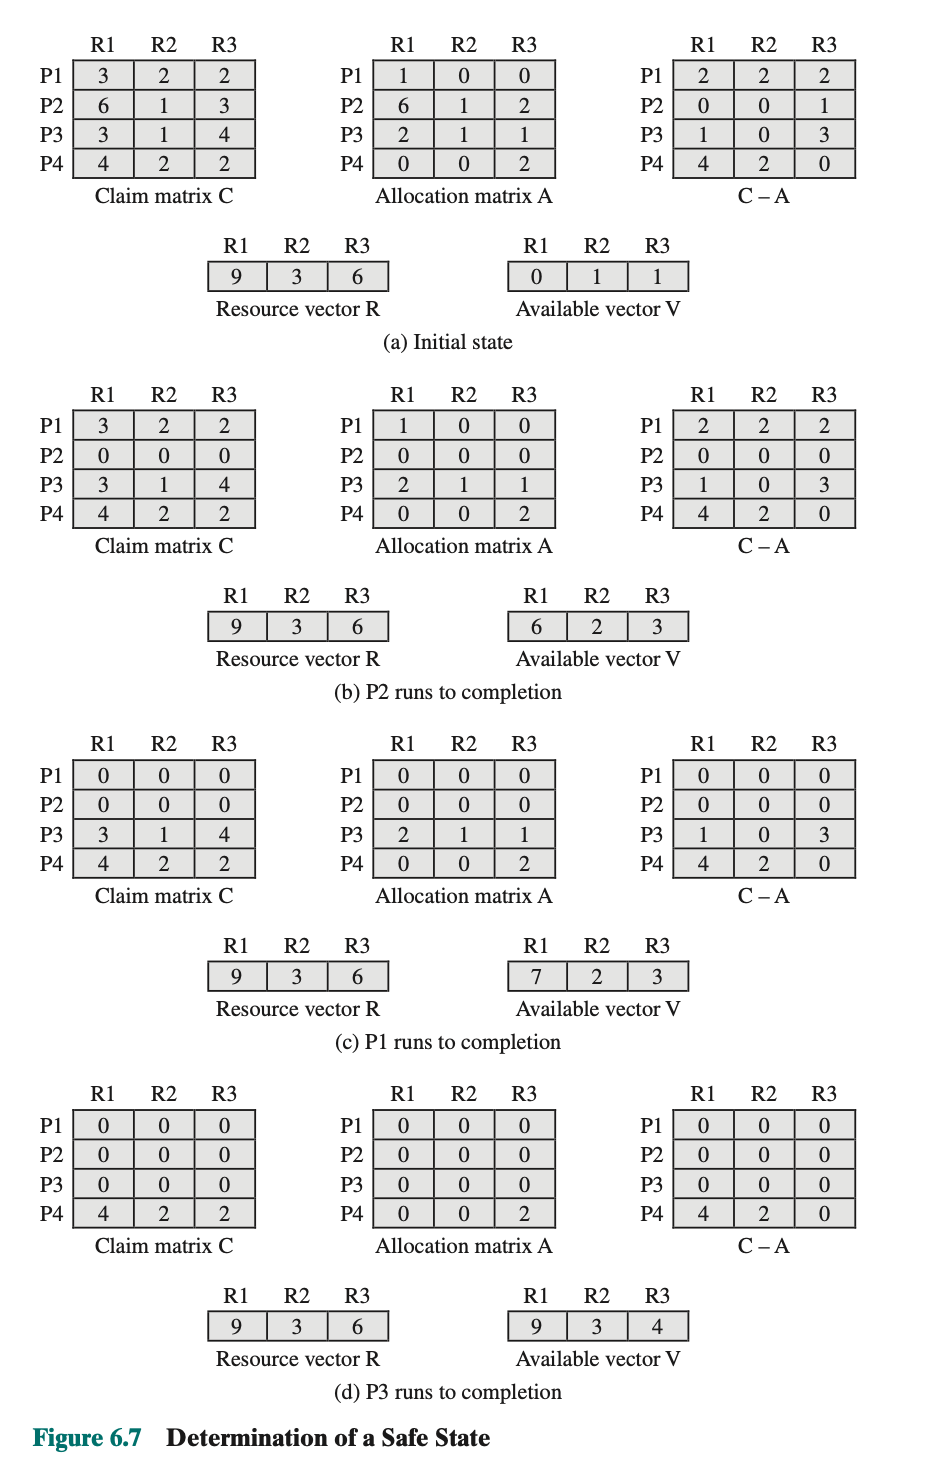 R1 R2 R3 R1 R2 R3 R1 R2 R3
P1 3 2 2 P1 1 0 0 P1 2 2 2
P2 6 1 3 P2 6 1 2 P2 0 0 1
P3 3 1 4 P3 2 1 1 P3 1 0 3
P4 4 2 2 P4 0 0 2 P4 4 2 0
Claim matrix C Allocation matrix A C – A
R1 R2 R3 R1 R2 R3
9 3 6 0 1 1
Resource vector R Available vector V
(a) Initial state
R1 R2 R3 R1 R2 R3 R1 R2 R3
P1 3 2 2 P1 1 0 0 P1 2 2 2
P2 0 0 0 P2 0 0 0 P2 0 0 0
P3 3 1 4 P3 2 1 1 P3 1 0 3
P4 4 2 2 P4 0 0 2 P4 4 2 0
Claim matrix C Allocation matrix A C – A
R1 R2 R3 R1 R2 R3
9 3 6 6 2 3
Resource vector R Available vector V
(b) P2 runs to completion
R1 R2 R3 R1 R2 R3 R1 R2 R3
P1 0 0 0 P1 0 0 0 P1 0 0 0
P2 0 0 0 P2 0 0 0 P2 0 0 0
P3 3 1 4 P3 2 1 1 P3 1 0 3
P4 4 2 2 P4 0 0 2 P4 4 2 0
Claim matrix C Allocation matrix A C – A
R1 R2 R3 R1 R2 R3
9 3 6 7 2 3
Resource vector R Available vector V
(c) P1 runs to completion
R1 R2 R3 R1 R2 R3 R1 R2 R3
P1 0 0 0 P1 0 0 0 P1 0 0 0
P2 0 0 0 P2 0 0 0 P2 0 0 0
P3 0 0 0 P3 0 0 0 P3 0 0 0
P4 4 2 2 P4 0 0 2 P4 4 2 0
Claim matrix C Allocation matrix A C – A
R1 R2 R3 R1 R2 R3
9 3 6 9 3 4
Resource vector R Available vector V
(d) P3 runs to completion
Figure 6.7 Determination of a Safe State